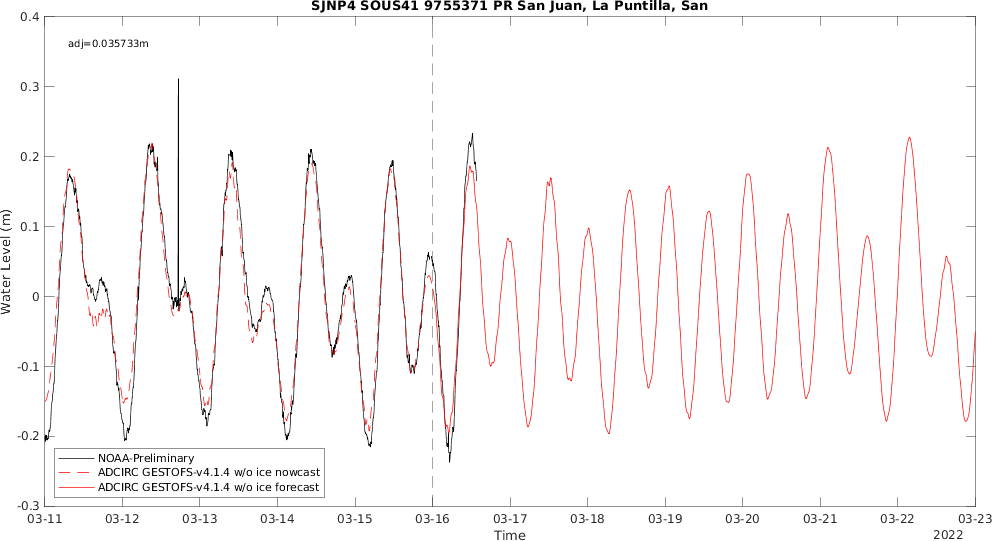 SJNP4 SOUS41 9755371 PR San Juan, La Puntilla, San
adj=0.035733m
0.4
0.3
0.2
0.1
0
-0.1
-0.2
-0.3
Water Level (m)
NOAA-Preliminary
ADCIRC GESTOFS-v4.1.4 w/o ice nowcast
ADCIRC GESTOFS-v4.1.4 w/o ice forecast
03-11 03-12 03-13 03-14 03-15 03-16 03-17 03-18 03-19 03-20 03-21 03-22 03-23
Time
2022